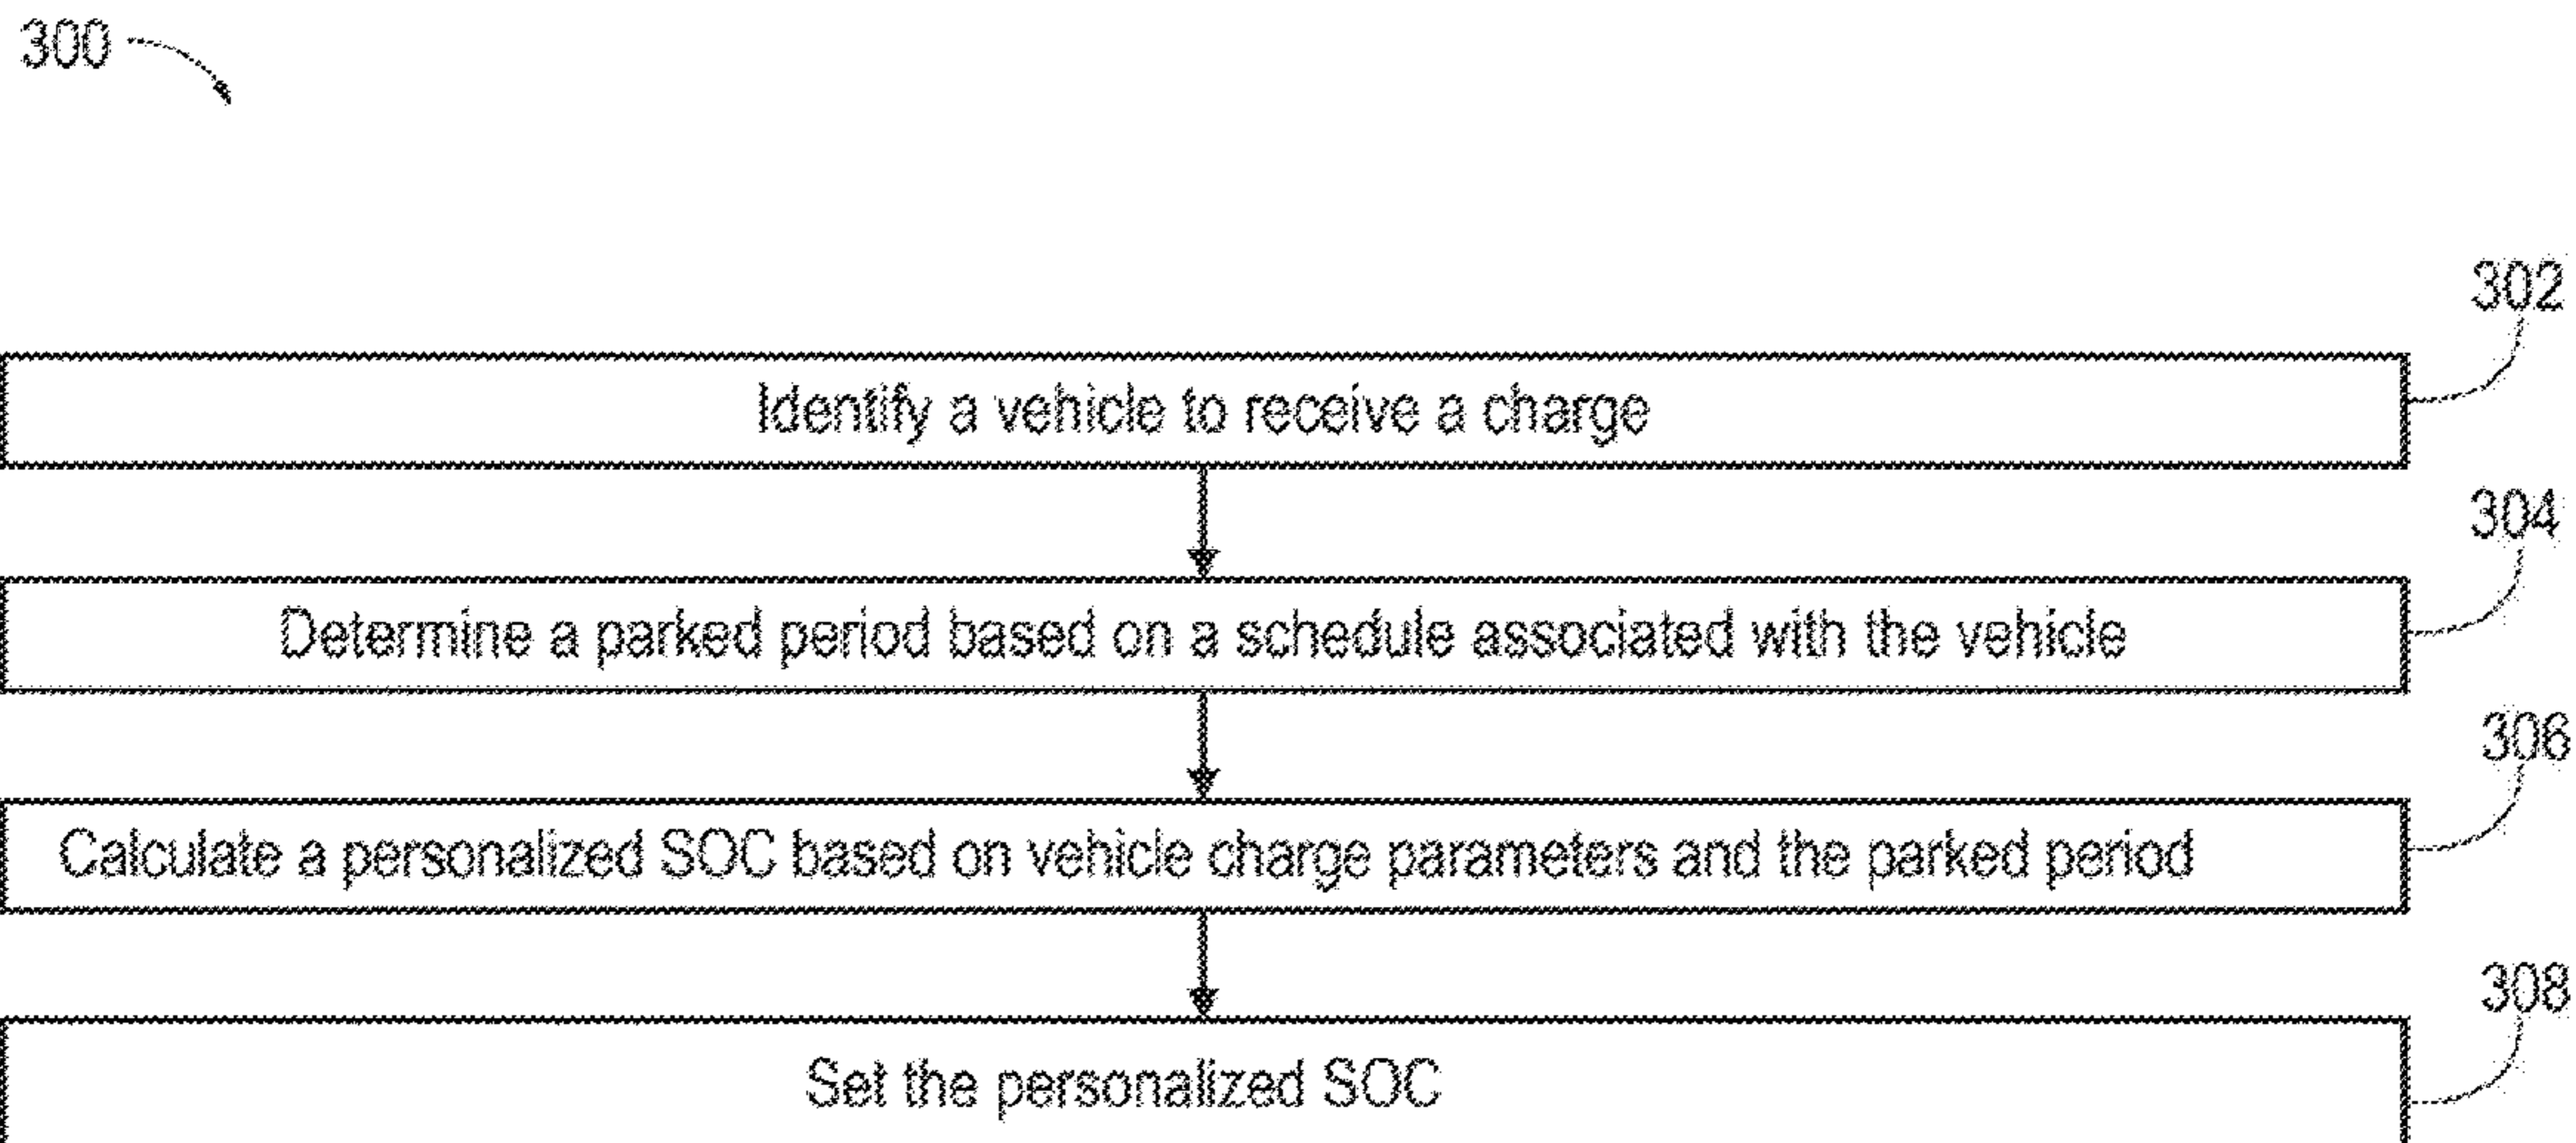 300
302
Identify a vehicle to receive a charge
304
Determine a parked period based on a schedule associated with the vehicle
306
Calculate a personalized SOC based on vehicle charge parameters and the parked period
308
Set the personalized SOC